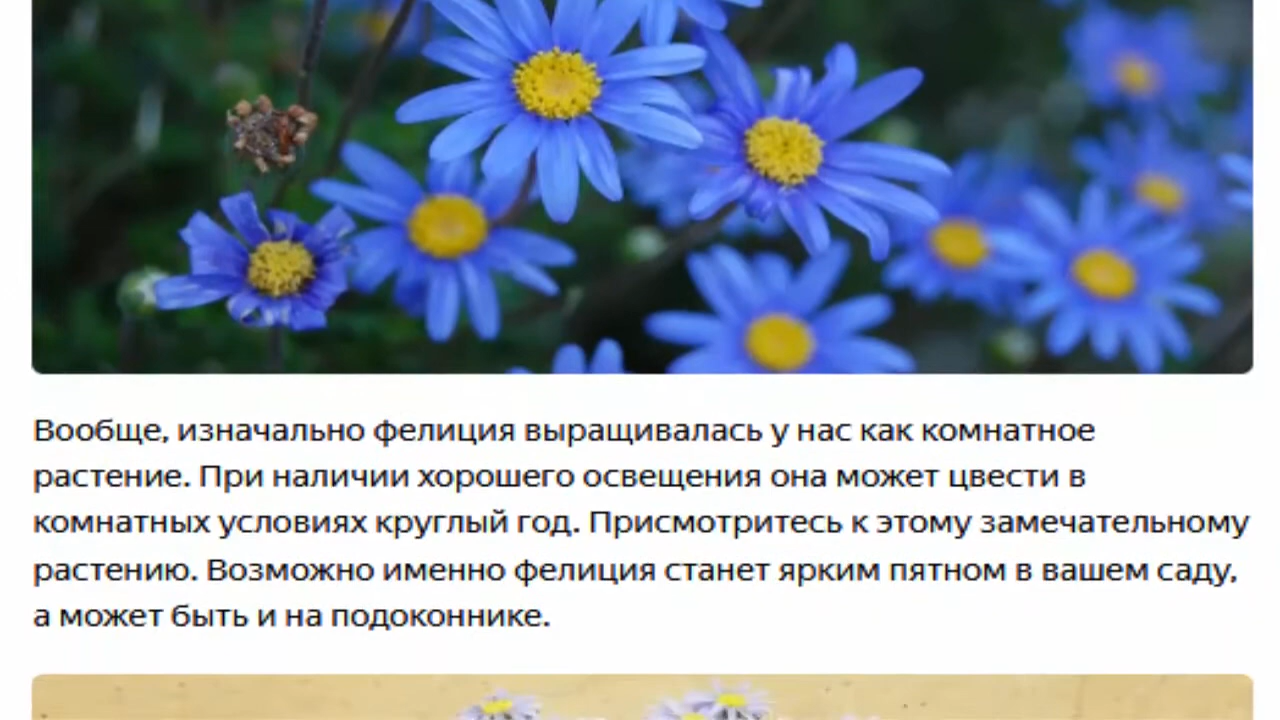 Вообще, изначально фелиция выращивалась у нас как комнатное
растение. При наличии хорошего освещения она может цвести в
комнатных условиях круглый год. Присмотритесь к этому замечательному
растению. Возможно именно фелиция станет ярким пятном в вашем саду,
а может быть и на подоконнике.